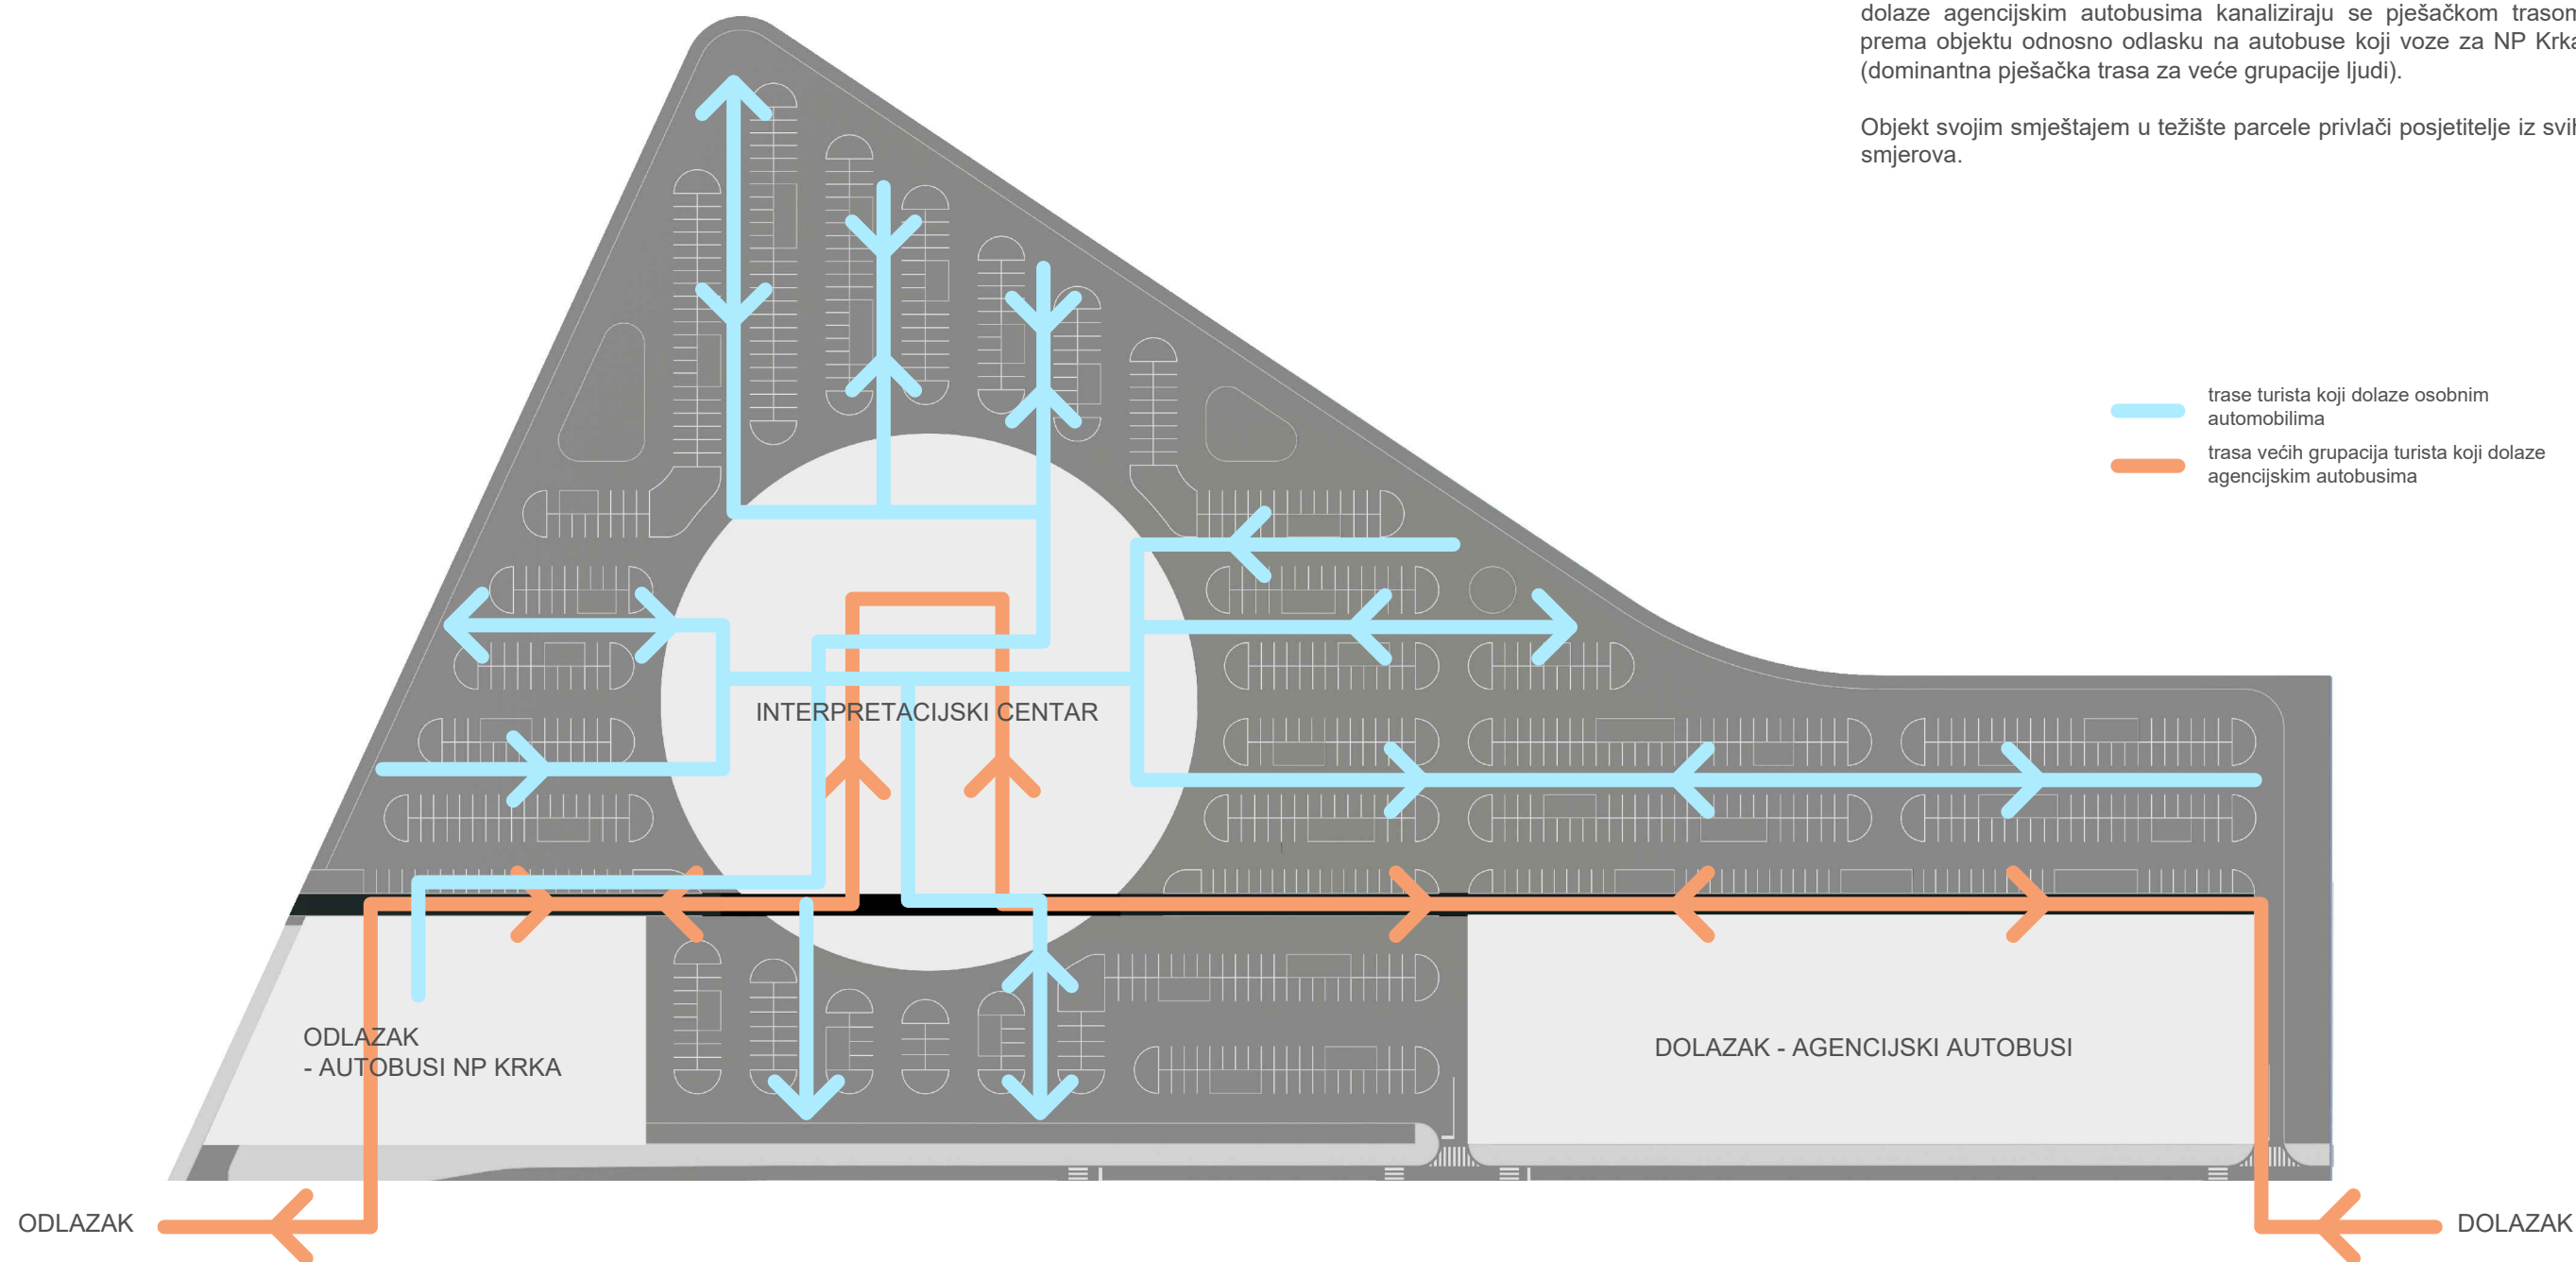 dolaze agencijskim autobusima kanaliziraju se pješačkom trasom
prema objektu odnosno odlasku na autobuse koji voze za NP Krka
(dominantna pješačka trasa za veće grupacije ljudi).
Objekt svojim smještajem u težište parcele privlači posjetitelje iz svih
smjerova.
trase turista koji dolaze osobnim
automobilima
trasa većih grupacija turista koji dolaze
agencijskim autobusima
INTERPRETACIJSKI CENTAR
ODLAZAK
- AUTOBUSI NP KRKA
DOLAZAK - AGENCIJSKI AUTOBUSI
ODLAZAK
DOLAZAK